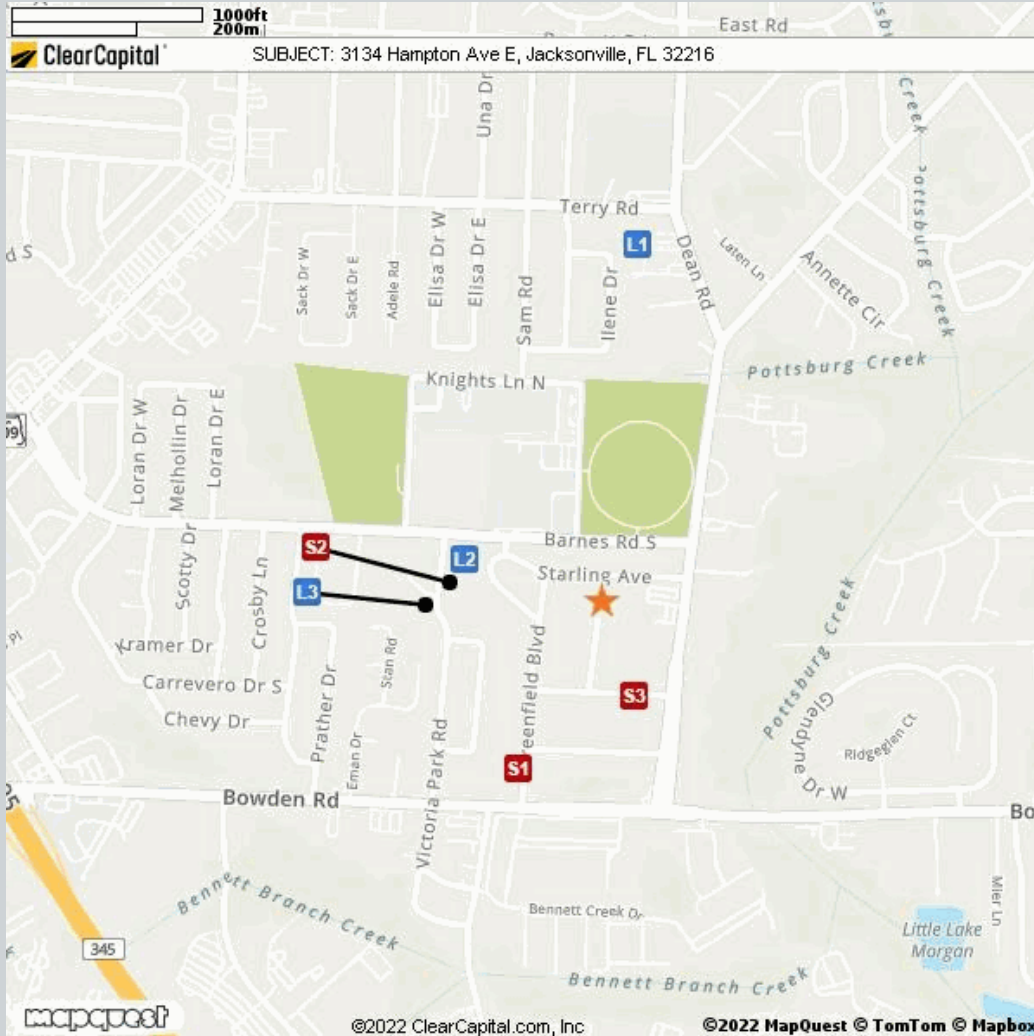 1000ft
200m
East Rd
ClearCapital
SUBJECT: 3134 Hampton Ave E, Jacksonville, FL 32216
Una Dr
Creek
Pottsburg Creek
Terry Rd
L1
d S
Sack Dr W
Sack Dr E
Adele Rd
Elisa Dr W
Elisa Dr E
Sam Rd
Ilene Dr
Dean Rd
Laren Ln
Annette Cir
Pottsburg Creek
Knights Ln N
Loran Dr W
Melhollin Dr
Loran Dr E
Barnes Rd S
S2
L2
Starling Ave
L3
Scotty Dr
Crosby Ln
Kramer Dr
Stan Rd
reenfield Blvd
Pottsburg Creek
Carrevero Dr S
S3
Chevy Dr
Prather Dr
Eman Dr
Victoria Park Rd
Glendyne Dr W
Ridgeglen Ct
S1
Bowden Rd
Bo
Bennett Branch Creek
Bennett Creek Dr
Mier Ln
Little Lake
Morgan
345
Bennett Branch Creek
mapquest
©2022 ClearCapital.com, Inc
©2022 MapQuest © TomTom © Mapbox